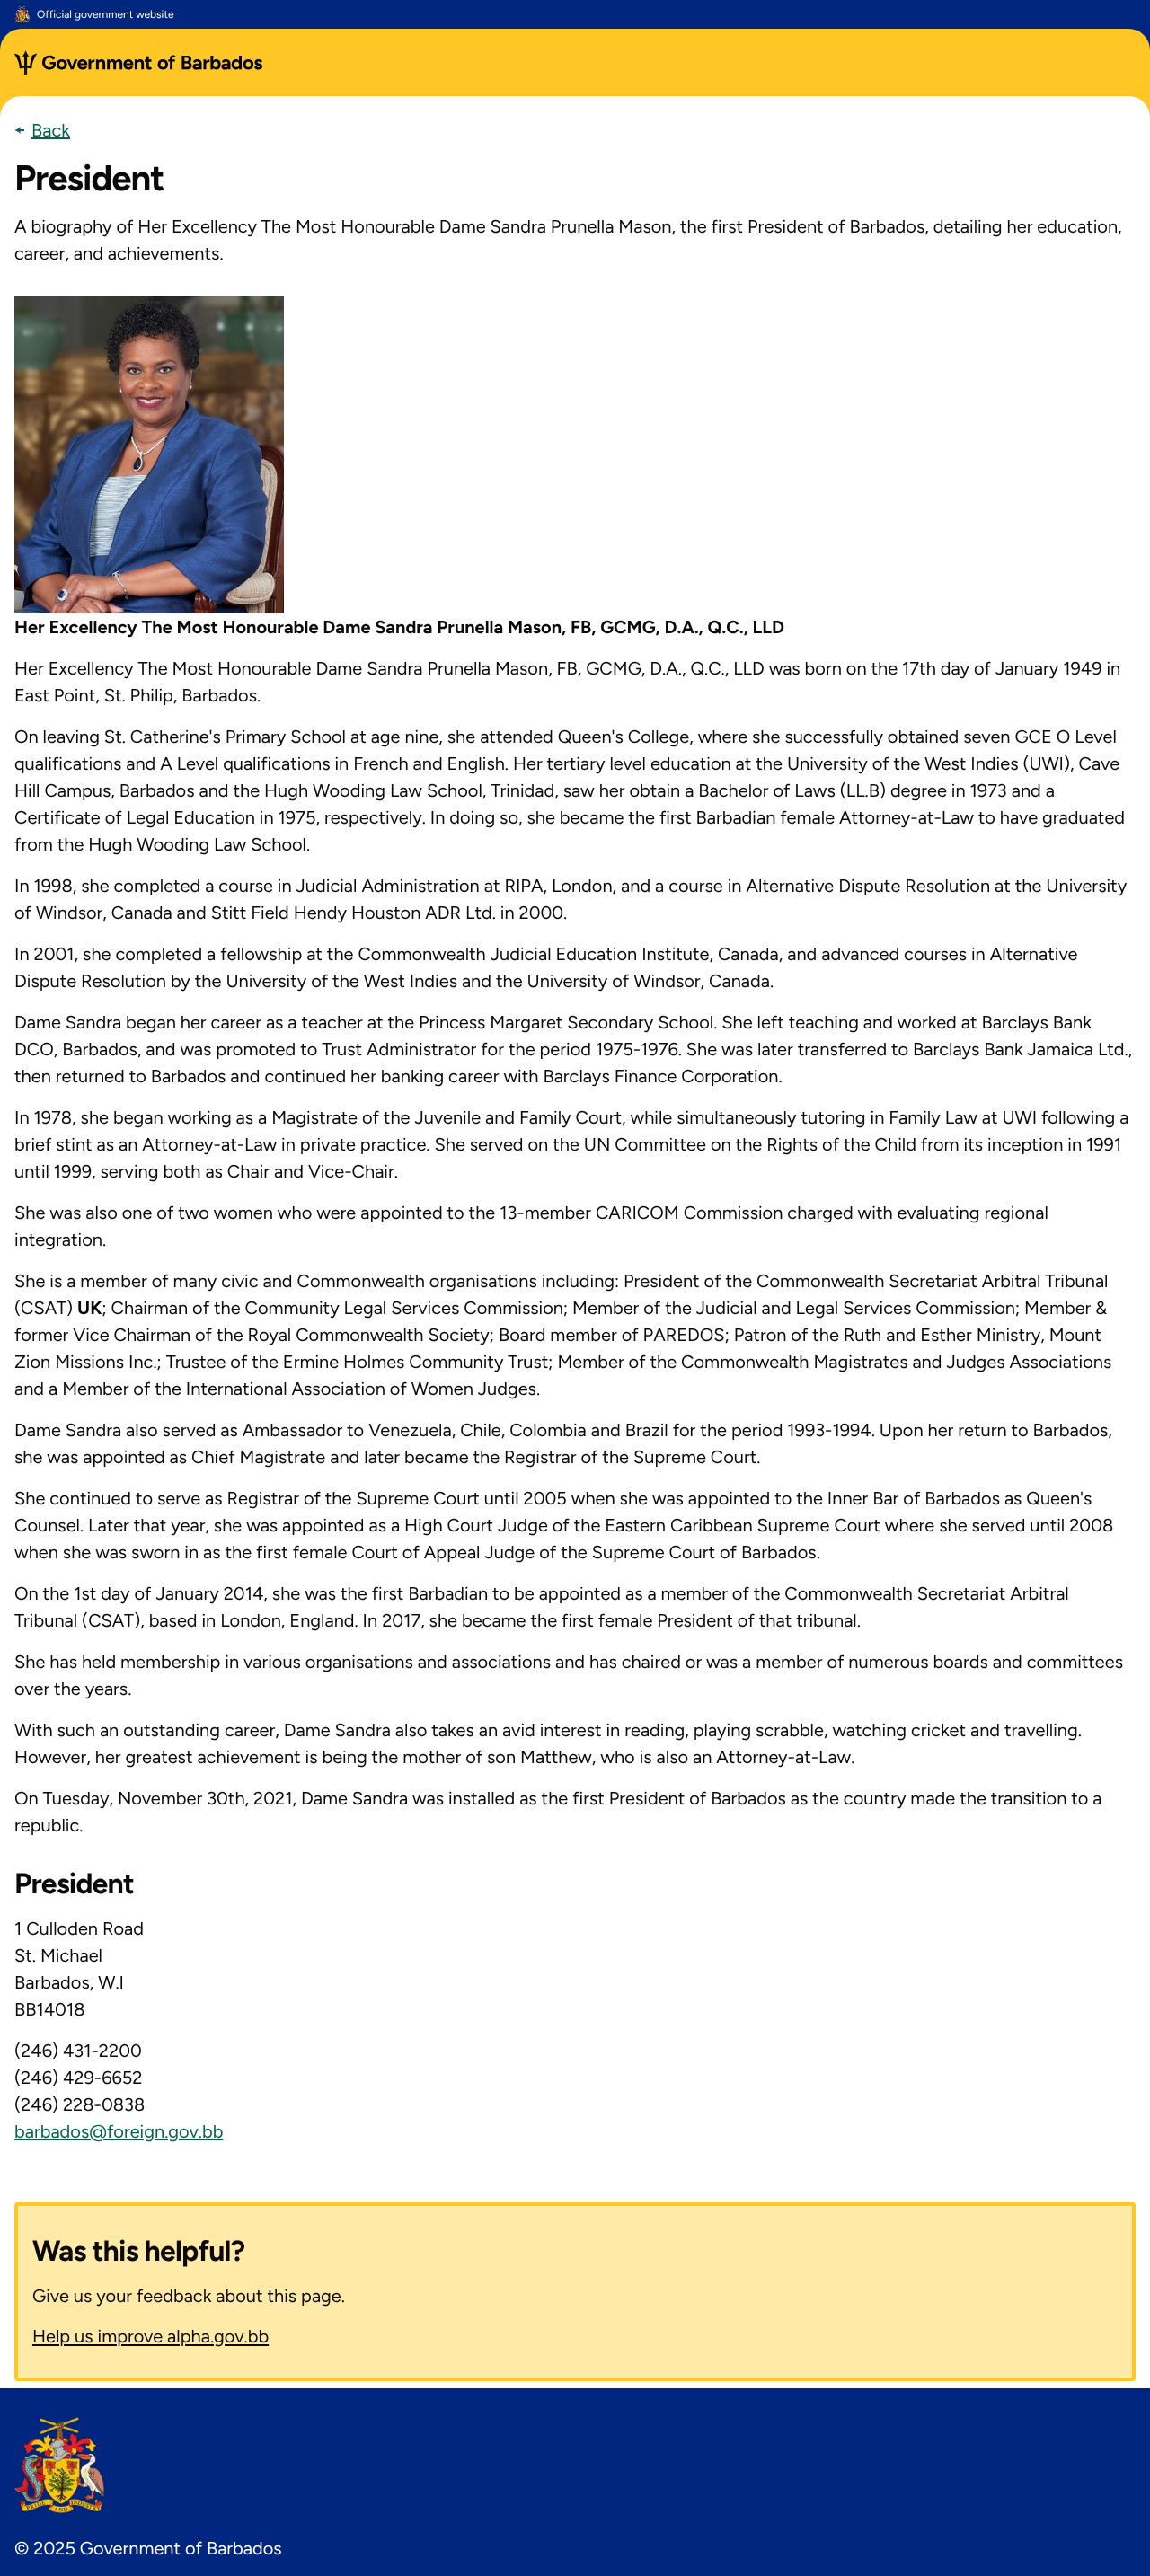 Official government website
Government of Barbados
Back
President
A biography of Her Excellency The Most Honourable Dame Sandra Prunella Mason, the first President of Barbados, detailing her education,
career, and achievements.
Her Excellency The Most Honourable Dame Sandra Prunella Mason, FB, GCMG, D.A., Q.C., LLD
Her Excellency The Most Honourable Dame Sandra Prunella Mason, FB, GCMG, D.A., Q.C., LLD was born on the 17th day of January 1949 in
East Point, St. Philip, Barbados.
On leaving St. Catherine's Primary School at age nine, she attended Queen's College, where she successfully obtained seven GCE O Level
qualifications and A Level qualifications in French and English. Her tertiary level education at the University of the West Indies (UWI), Cave
Hill Campus, Barbados and the Hugh Wooding Law School, Trinidad, saw her obtain a Bachelor of Laws (LL.B) degree in 1973 and a
Certificate of Legal Education in 1975, respectively. In doing so, she became the first Barbadian female Attorney-at-Law to have graduated
from the Hugh Wooding Law School.
In 1998, she completed a course in Judicial Administration at RIPA, London, and a course in Alternative Dispute Resolution at the University
of Windsor, Canada and Stitt Field Hendy Houston ADR Ltd. in 2000.
In 2001, she completed a fellowship at the Commonwealth Judicial Education Institute, Canada, and advanced courses in Alternative
Dispute Resolution by the University of the West Indies and the University of Windsor, Canada.
Dame Sandra began her career as a teacher at the Princess Margaret Secondary School. She left teaching and worked at Barclays Bank
DCO, Barbados, and was promoted to Trust Administrator for the period 1975-1976. She was later transferred to Barclays Bank Jamaica Ltd.,
then returned to Barbados and continued her banking career with Barclays Finance Corporation.
In 1978, she began working as a Magistrate of the Juvenile and Family Court, while simultaneously tutoring in Family Law at UWI following a
brief stint as an Attorney-at-Law in private practice. She served on the UN Committee on the Rights of the Child from its inception in 1991
until 1999, serving both as Chair and Vice-Chair.
She was also one of two women who were appointed to the 13-member CARICOM Commission charged with evaluating regional
integration.
She is a member of many civic and Commonwealth organisations including: President of the Commonwealth Secretariat Arbitral Tribunal
(CSAT) UK; Chairman of the Community Legal Services Commission; Member of the Judicial and Legal Services Commission; Member &
former Vice Chairman of the Royal Commonwealth Society; Board member of PAREDOS; Patron of the Ruth and Esther Ministry, Mount
Zion Missions Inc.; Trustee of the Ermine Holmes Community Trust; Member of the Commonwealth Magistrates and Judges Associations
and a Member of the International Association of Women Judges.
Dame Sandra also served as Ambassador to Venezuela, Chile, Colombia and Brazil for the period 1993-1994. Upon her return to Barbados,
she was appointed as Chief Magistrate and later became the Registrar of the Supreme Court.
She continued to serve as Registrar of the Supreme Court until 2005 when she was appointed to the Inner Bar of Barbados as Queen's
Counsel. Later that year, she was appointed as a High Court Judge of the Eastern Caribbean Supreme Court where she served until 2008
when she was sworn in as the first female Court of Appeal Judge of the Supreme Court of Barbados.
On the 1st day of January 2014, she was the first Barbadian to be appointed as a member of the Commonwealth Secretariat Arbitral
Tribunal (CSAT), based in London, England. In 2017, she became the first female President of that tribunal.
She has held membership in various organisations and associations and has chaired or was a member of numerous boards and committees
over the years.
With such an outstanding career, Dame Sandra also takes an avid interest in reading, playing scrabble, watching cricket and travelling.
However, her greatest achievement is being the mother of son Matthew, who is also an Attorney-at-Law.
On Tuesday, November 30th, 2021, Dame Sandra was installed as the first President of Barbados as the country made the transition to a
republic.
President
1 Culloden Road
St. Michael
Barbados, W.I
BB14018
(246) 431-2200
(246) 429-6652
(246) 228-0838
barbados@foreign.gov.bb
Was this helpful?
Give us your feedback about this page.
Help us improve alpha.gov.bb
PRIDE AND INDUSTRY
© 2025 Government of Barbados